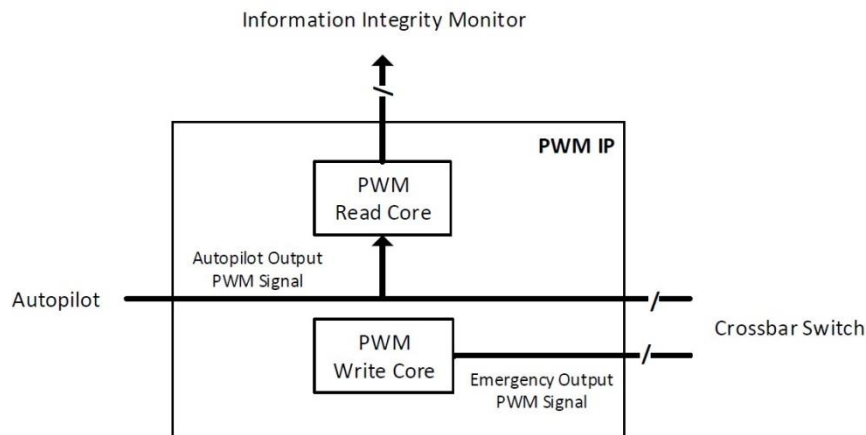 Information Integrity Monitor
PWM IP
PWM
Read Core
Autopilot Output
PWM Signal
Autopilot
Crossbar Switch
PWM
Write Core
Emergency Output
PWM Signal